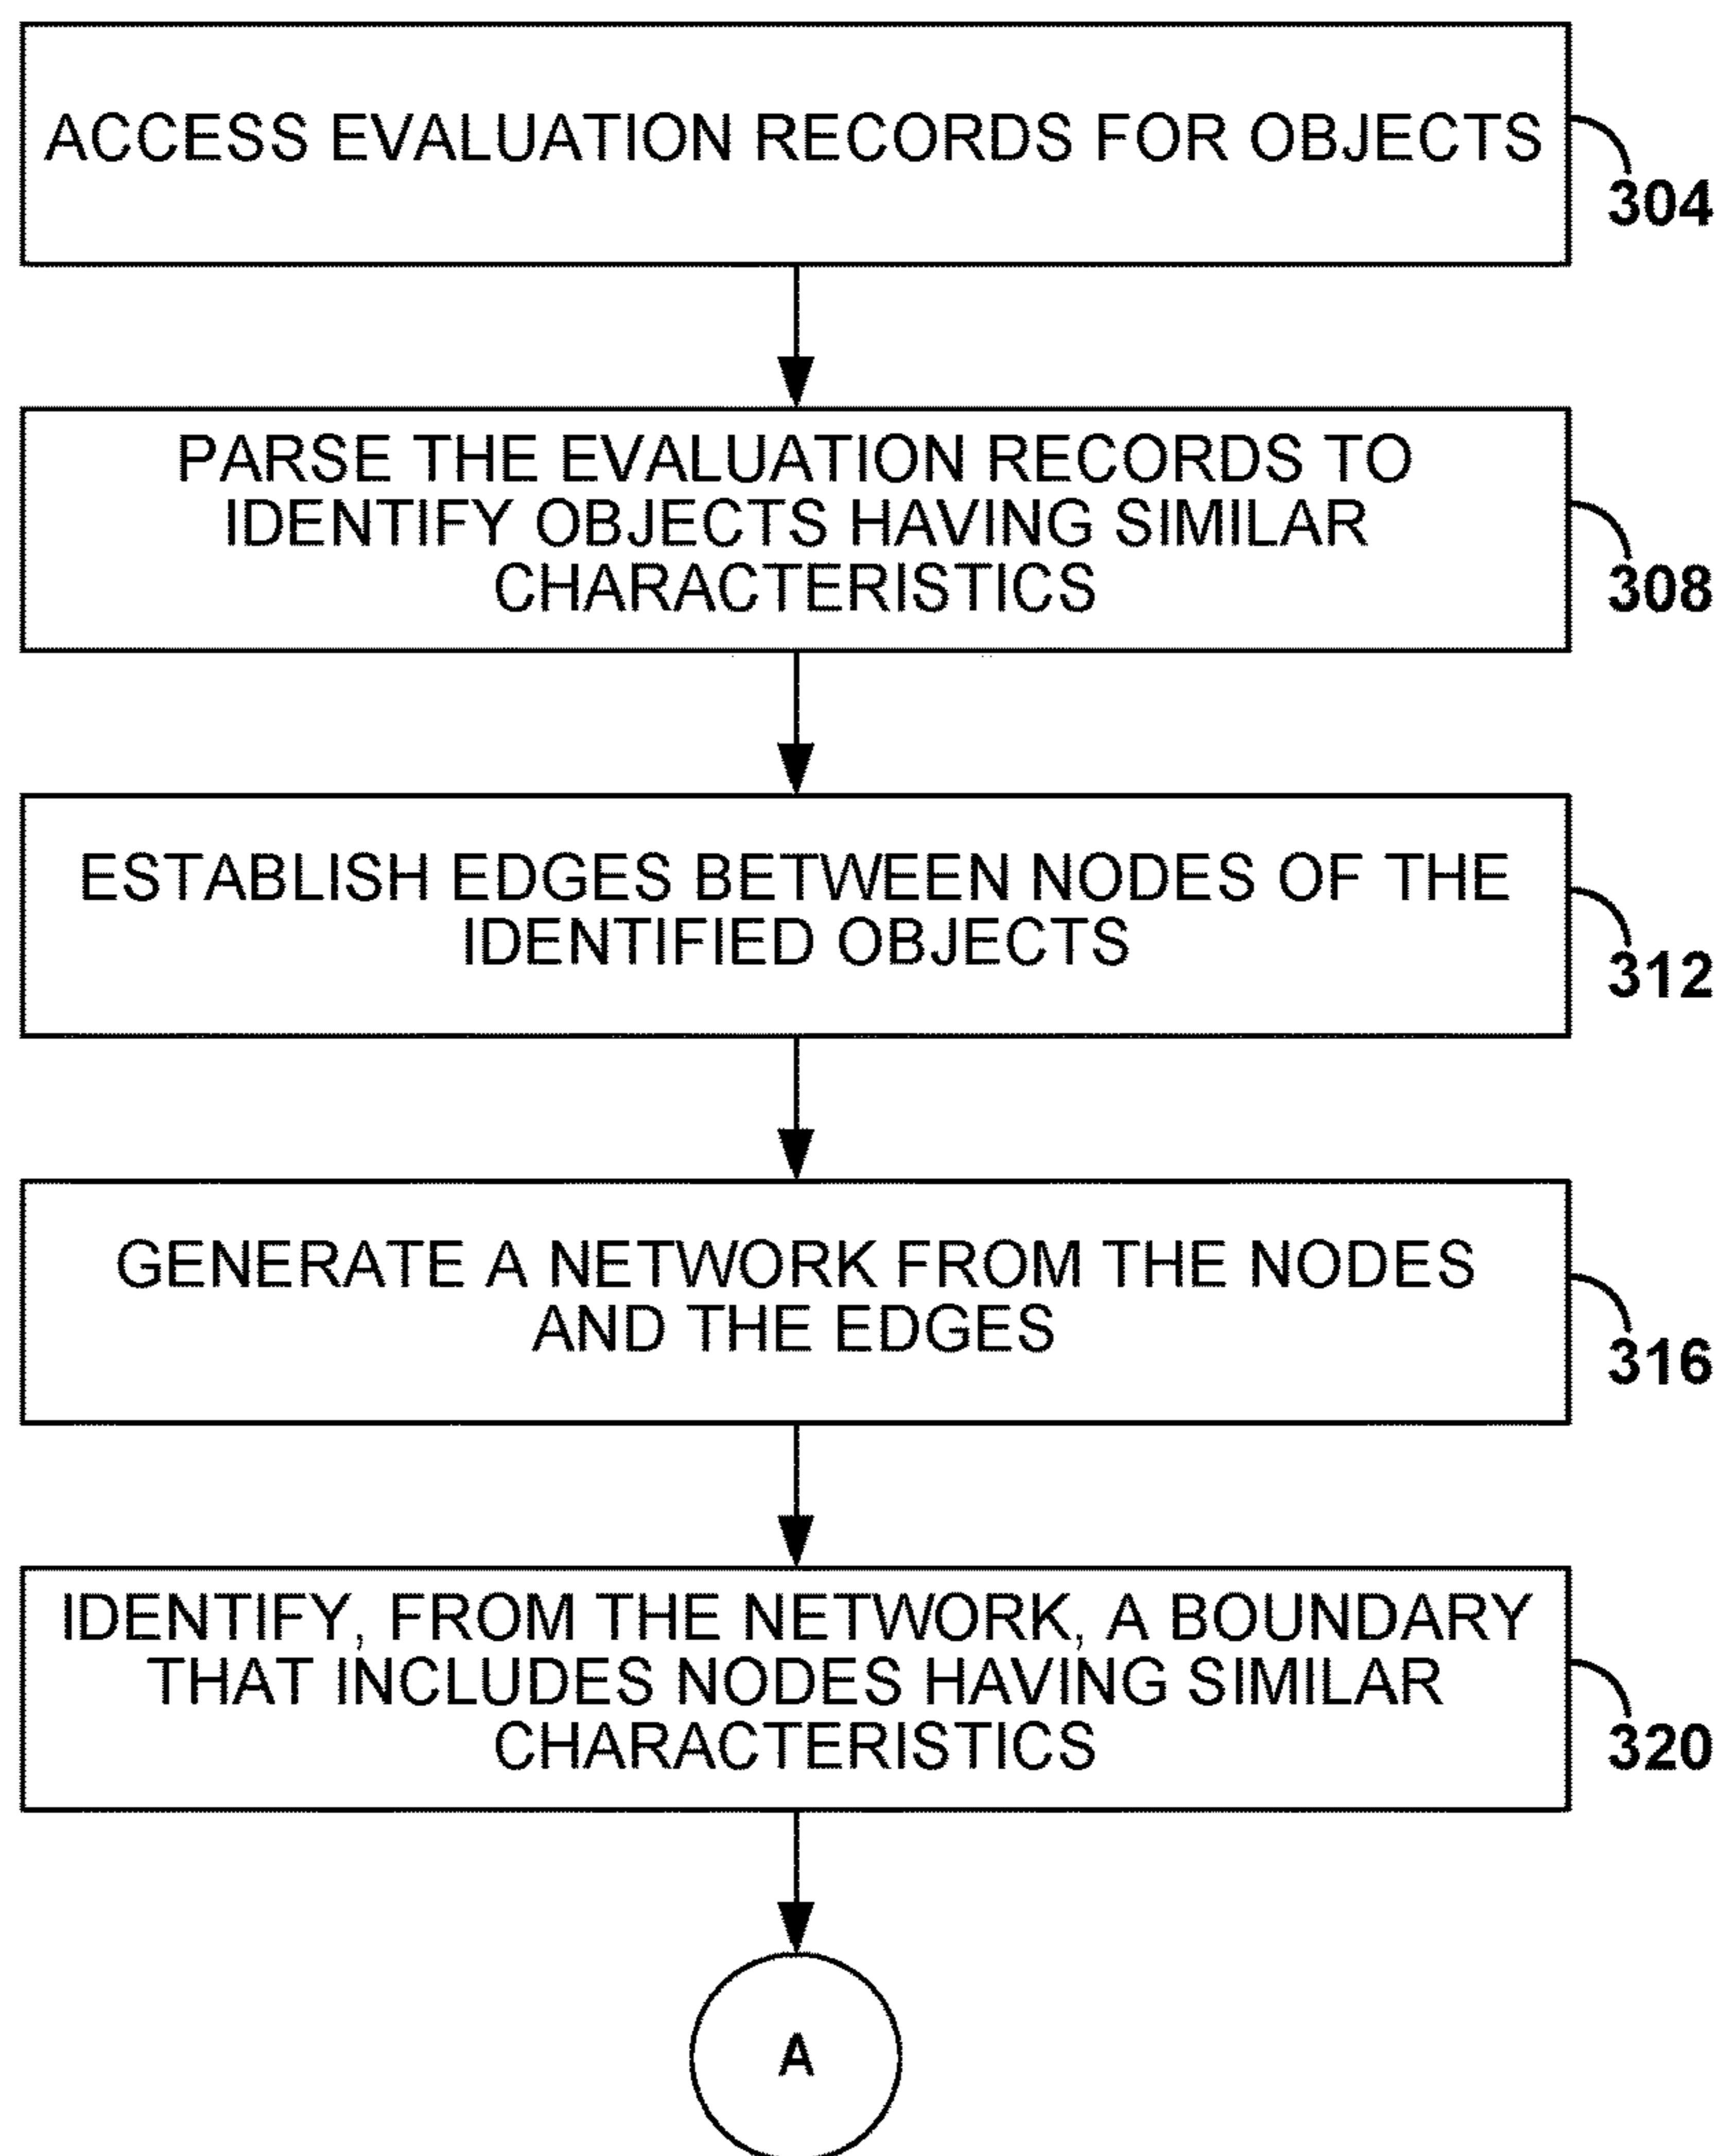 ACCESS EVALUATION RECORDS FOR OBJECTS
304
PARSE THE EVALUATION RECORDS TO
IDENTIFY OBJECTS HAVING SIMILAR
CHARACTERISTICS
308
ESTABLISH EDGES BETWEEN NODES OF THE
IDENTIFIED OBJECTS
312
GENERATE A NETWORK FROM THE NODES
AND THE EDGES
316
IDENTIFY, FROM THE NETWORK, A BOUNDARY
THAT INCLUDES NODES HAVING SIMILAR
CHARACTERISTICS
320
A